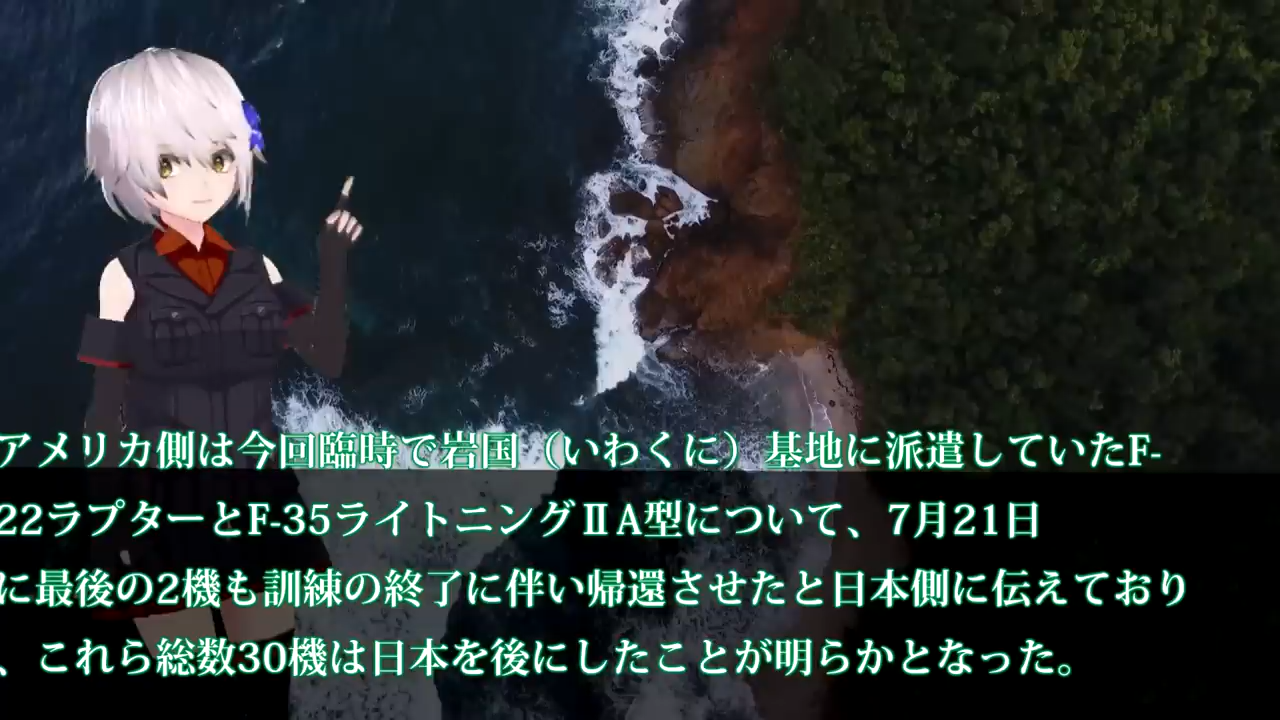 アメリカ側は今回臨時で岩国（いわくに）基地に派遣していたF-
22ラプターとF-35ライトニングⅡA型について、7月21日
に最後の2機も訓練の終了に伴い帰還させたと日本側に伝えており
、これら総数30機は日本を後にしたことが明らかとなった。